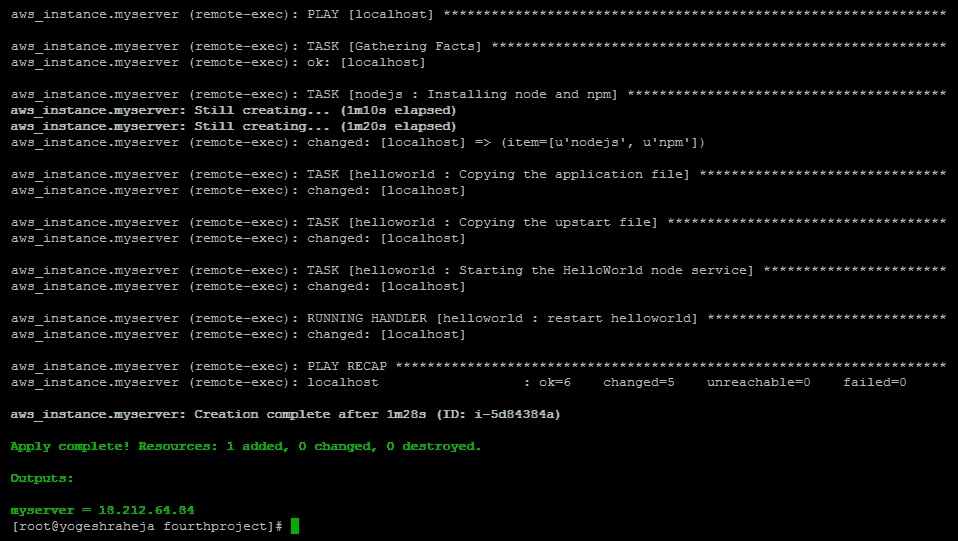 aws_instance.myserver (remote-exec): PLAY [localhost] ***************************************************************
aws_instance.myserver (remote-exec): TASK [Gathering Facts] *********************************************************
aws_instance.myserver (remote-exec): ok: [localhost]
aws_instance.myserver (remote-exec): TASK [nodejs : Installing node and npm] ****************************************
aws_instance.myserver: Still creating... (1m10s elapsed)
aws_instance.myserver: Still creating... (1m20s elapsed)
aws_instance.myserver (remote-exec): changed: [localhost] => (item=[u'nodejs', u'npm'])
aws_instance.myserver (remote-exec): TASK [helloworld : Copying the application file] *******************************
aws_instance.myserver (remote-exec): changed: [localhost]
aws_instance.myserver (remote-exec): TASK [helloworld : Copying the upstart file] ***********************************
aws_instance.myserver (remote-exec): changed: [localhost]
aws_instance.myserver (remote-exec): TASK [helloworld : Starting the HelloWorld node service] ***********************
aws_instance.myserver (remote-exec): changed: [localhost]
aws_instance.myserver (remote-exec): RUNNING HANDLER [helloworld : restart helloworld] ******************************
aws_instance.myserver (remote-exec): changed: [localhost]
aws_instance.myserver (remote-exec): PLAY RECAP *********************************************************************
aws_instance.myserver (remote-exec): localhost                  : ok=6    changed=5    unreachable=0    failed=0
aws_instance.myserver: Creation complete after 1m28s (ID: i-5d84384a)
Apply complete! Resources: 1 added, 0 changed, 0 destroyed.
Outputs:
myserver = 18.212.64.84
[root@yogeshraheja fourthproject]#